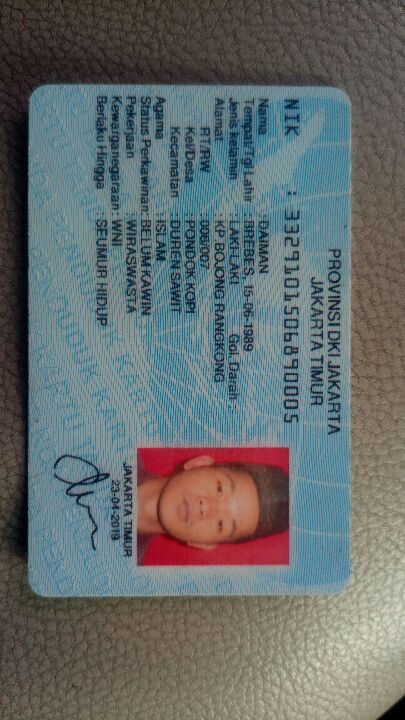 PROVINSI DKI JAKARTA
JAKARTA TIMUR
NIK : 3329101506890005
Nama : DAIMAN
Tempat/Tgl Lahir : BREBES, 15-06-1989
Jenis kelamin : LAKI-LAKI Gol. Darah :
Alamat : KP BOJONG RANGKONG
RT/RW : 006/007
Kel/Desa : PONDOK KOPI
Kecamatan : DUREN SAWIT
Agama : ISLAM
Status Perkawinan: BELUM KAWIN
Pekerjaan : WIRASWASTA
Kewarganegaraan: WNI
Berlaku Hingga : SEUMUR HIDUP
JAKARTA TIMUR
23-04-2019